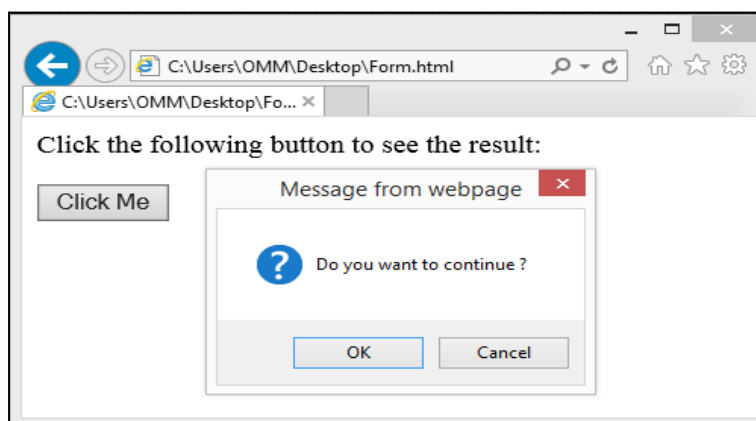 C:\Users\OMM\Desktop\Form.html
C:\Users\OMM\Desktop\Fo...
Click the following button to see the result:
Click Me
Message from webpage
Do you want to continue ?
OK
Cancel